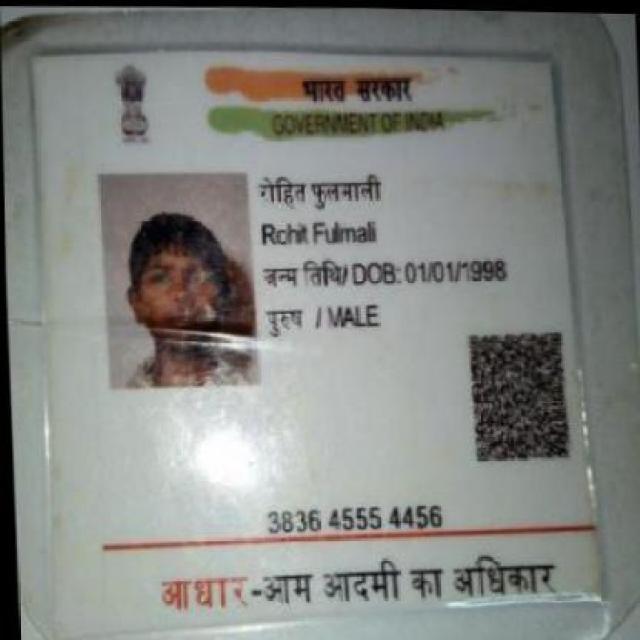 भारत सरकार
GOVERNMENT OF INDIA
रोहित फुलमाली
Rohit Fulmali
जन्म तिथि/ DOB: 01/01/1998
पुरुष / MALE
3836 4555 4456
आधार-आम आदमी का अधिकार